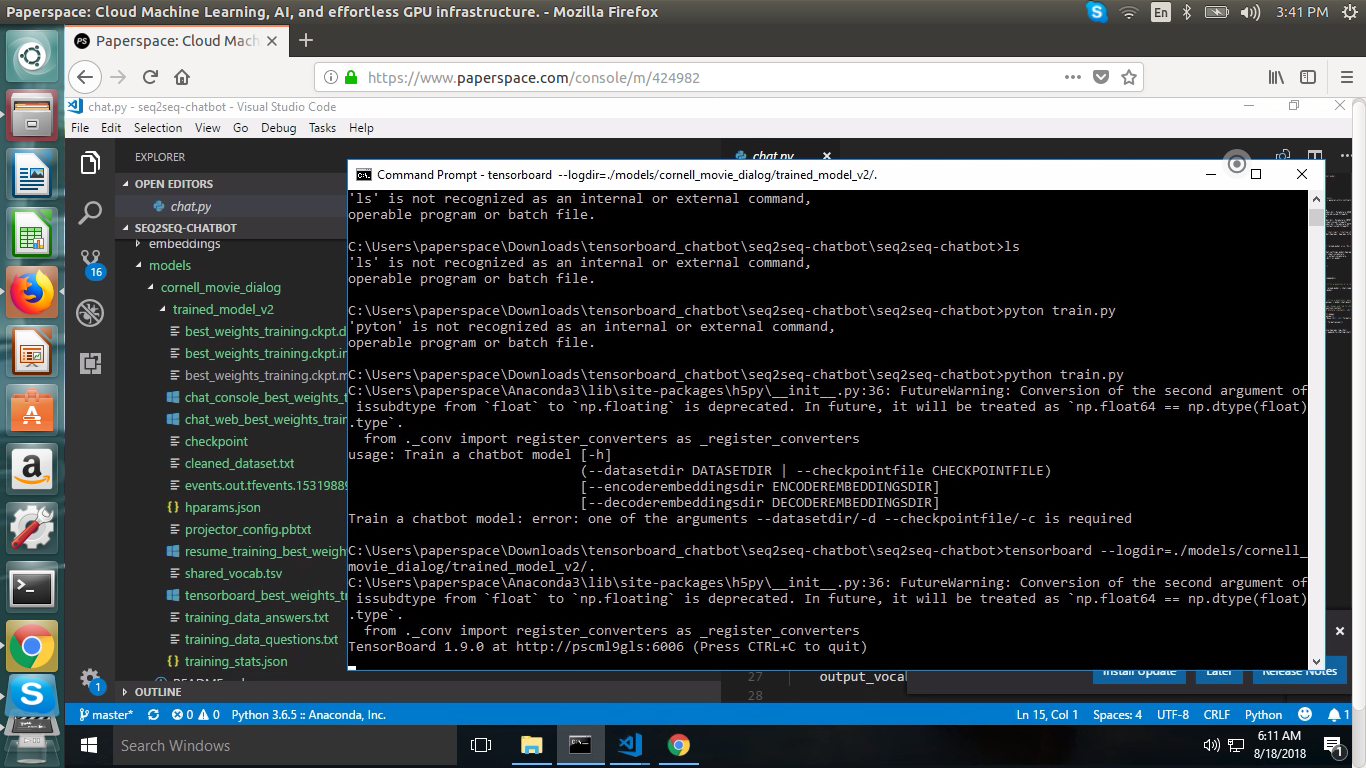 Paperspace: Cloud Machine Learning, AI, and effortless GPU infrastructure. - Mozilla Firefox
En
3:41 PM
Paperspace: Cloud Mach
https://www.paperspace.com/console/m/424982
chat.py - seq2seq-chatbot - Visual Studio Code
File Edit Selection View Go Debug Tasks Help
EXPLORER
chat.py
OPEN EDITORS
chat.py
SEQ2SEQ-CHATBOT
embeddings
models
16
cornell_movie_dialog
trained_model_v2
best_weights_training.ckpt.d
best_weights_training.ckpt.in
best_weights_training.ckpt.m
chat_console_best_weights_t
chat_web_best_weights_train
checkpoint
cleaned_dataset.txt
events.out.tfevents.15319889
hparams.json
projector_config.pbtxt
resume_training_best_weigh
shared_vocab.tsv
tensorboard_best_weights_tr
training_data_answers.txt
training_data_questions.txt
training_stats.json
1
OUTLINE
Command Prompt - tensorboard --logdir=./models/cornell_movie_dialog/trained_model_v2/.
'ls' is not recognized as an internal or external command,
operable program or batch file.
C:\Users\paperspace\Downloads\tensorboard_chatbot\seq2seq-chatbot\seq2seq-chatbot>ls
'ls' is not recognized as an internal or external command,
operable program or batch file.
C:\Users\paperspace\Downloads\tensorboard_chatbot\seq2seq-chatbot\seq2seq-chatbot>pyton train.py
'pyton' is not recognized as an internal or external command,
operable program or batch file.
C:\Users\paperspace\Downloads\tensorboard_chatbot\seq2seq-chatbot\seq2seq-chatbot>python train.py
C:\Users\paperspace\Anaconda3\lib\site-packages\h5py\__init__.py:36: FutureWarning: Conversion of the second argument of
issubdtype from `float` to `np.floating` is deprecated. In future, it will be treated as `np.float64 == np.dtype(float)
.type`.
from ._conv import register_converters as _register_converters
usage: Train a chatbot model [-h]
(--datasetdir DATASETDIR | --checkpointfile CHECKPOINTFILE)
[--encoderembeddingsdir ENCODEREMBEDDINGSDIR]
[--decoderembeddingsdir DECODEREMBEDDINGSDIR]
Train a chatbot model: error: one of the arguments --datasetdir/-d --checkpointfile/-c is required
C:\Users\paperspace\Downloads\tensorboard_chatbot\seq2seq-chatbot\seq2seq-chatbot>tensorboard --logdir=./models/cornell_
movie_dialog/trained_model_v2/.
C:\Users\paperspace\Anaconda3\lib\site-packages\h5py\__init__.py:36: FutureWarning: Conversion of the second argument of
issubdtype from `float` to `np.floating` is deprecated. In future, it will be treated as `np.float64 == np.dtype(float)
.type`.
from ._conv import register_converters as _register_converters
TensorBoard 1.9.0 at http://pscml9gls:6006 (Press CTRL+C to quit)
Install Update Later Release Notes
27 output_vocab
28
master* 0 0 Python 3.6.5 :: Anaconda, Inc. Ln 15, Col 1 Spaces: 4 UTF-8 CRLF Python 1
Search Windows
6:11 AM
8/18/2018
1